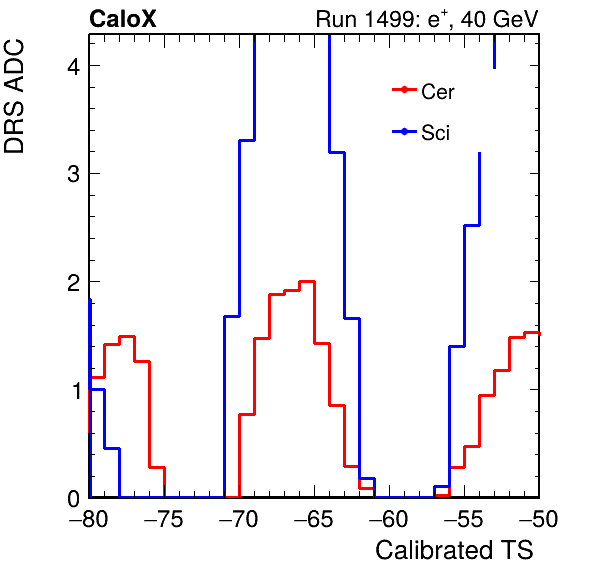 CaloX Run 1499: e⁺, 40 GeV
DRS ADC
4
3
2
1
0
Cer
Sci
−80 −75 −70 −65 −60 −55 −50
Calibrated TS